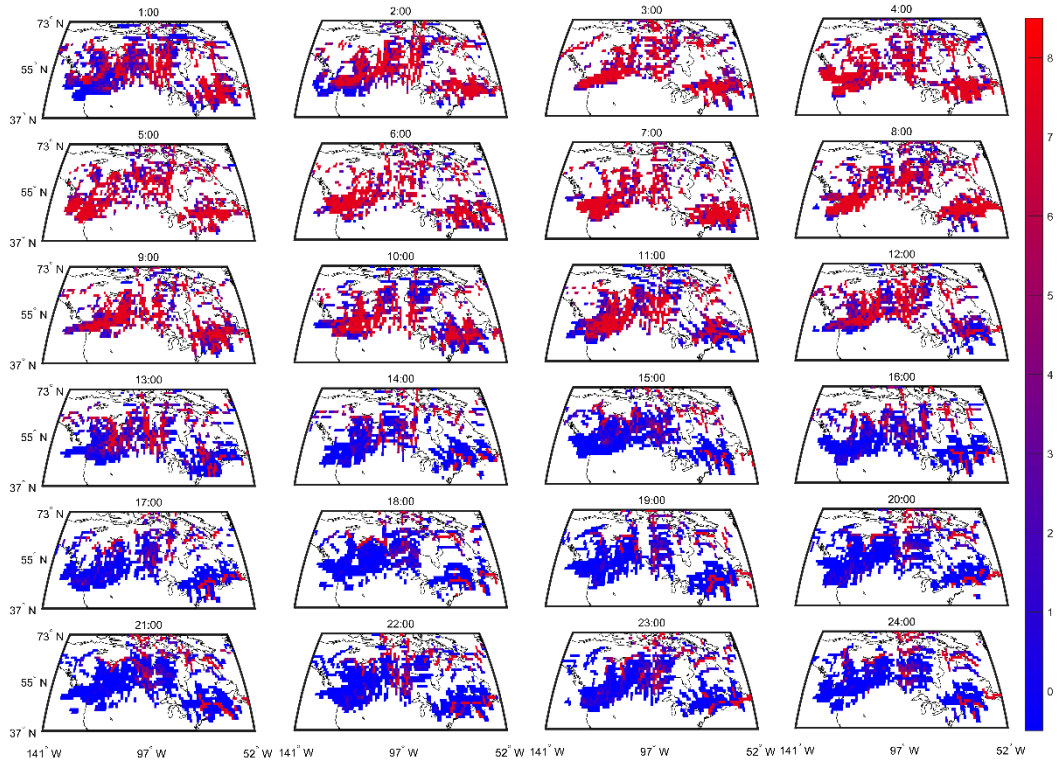 1:00 2:00 3:00 4:00
73° N
55° N
37° N
5:00 6:00 7:00 8:00
73° N
55° N
37° N
9:00 10:00 11:00 12:00
73° N
55° N
37° N
13:00 14:00 15:00 16:00
73° N
55° N
37° N
17:00 18:00 19:00 20:00
73° N
55° N
37° N
21:00 22:00 23:00 24:00
73° N
55° N
37° N
141° W 97° W 52° W 141° W 97° W 52° W 141° W 97° W 52° W 141° W 97° W 52° W
8
7
6
5
4
3
2
1
0